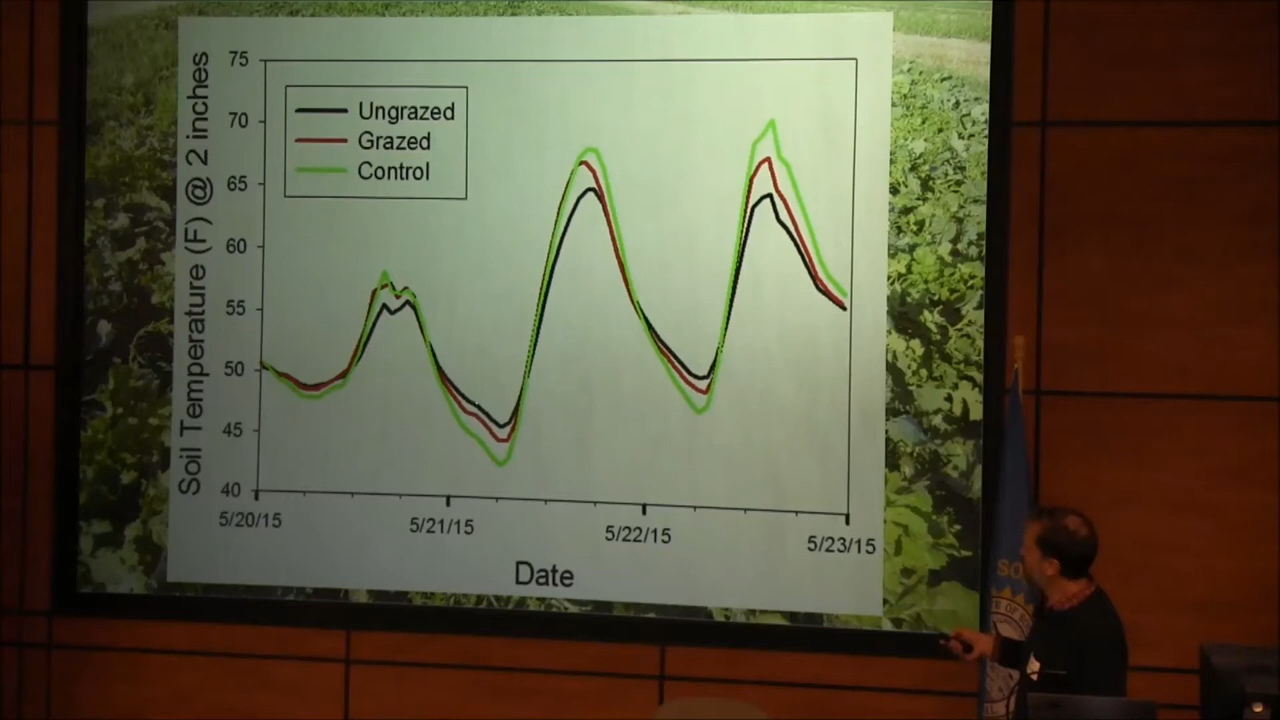 Soil Temperature (F) @ 2 inches
75
70
65
60
55
50
45
40
Ungrazed
Grazed
Control
5/20/15
5/21/15
5/22/15
5/23/15
Date
SO